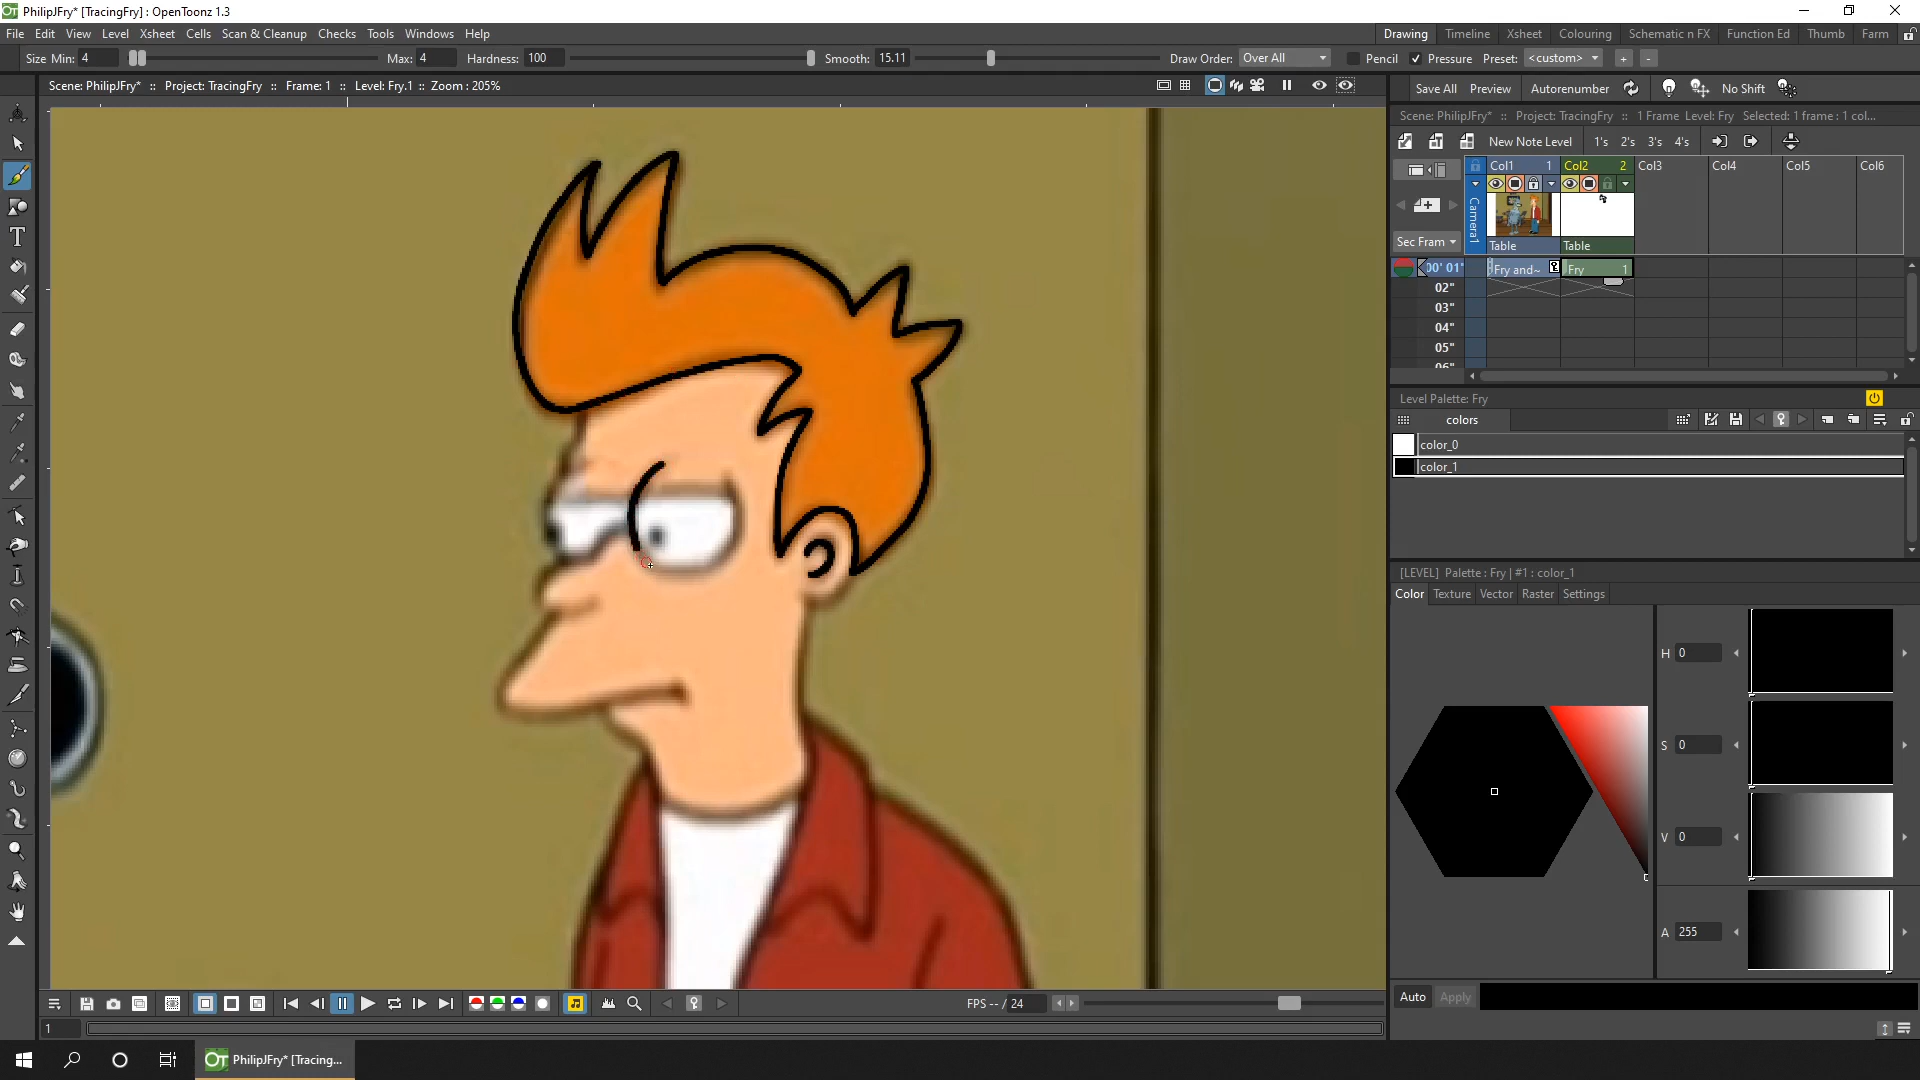 PhilipJFry* [TracingFry] : OpenToonz 1.3
File Edit View Level Xsheet Cells Scan & Cleanup Checks Tools Windows Help
Drawing Timeline Xsheet Colouring Schematic n FX Function Ed Thumb Farm
Size Min: 4 Max: 4 Hardness: 100 Smooth: 15.11 Draw Order: Over All Pencil Pressure Preset: <custom> + -
Scene: PhilipJFry* :: Project: TracingFry :: Frame: 1 :: Level: Fry.1 :: Zoom : 205%
Save All Preview Autorenumber No Shift
Scene: PhilipJFry* :: Project: TracingFry :: 1 Frame Level: Fry Selected: 1 frame : 1 col...
New Note Level 1's 2's 3's 4's
Col1 1 Col2 2 Col3 Col4 Col5 Col6
Camera1
Sec Fram Table Table
00' 01" Fry and~ Fry 1
02"
03"
04"
05"
06"
Level Palette: Fry
colors
color_0
color_1
[LEVEL] Palette : Fry | #1 : color_1
Color Texture Vector Raster Settings
H 0
S 0
V 0
A 255
Auto Apply
FPS -- / 24
1
OT PhilipJFry* [Tracing...